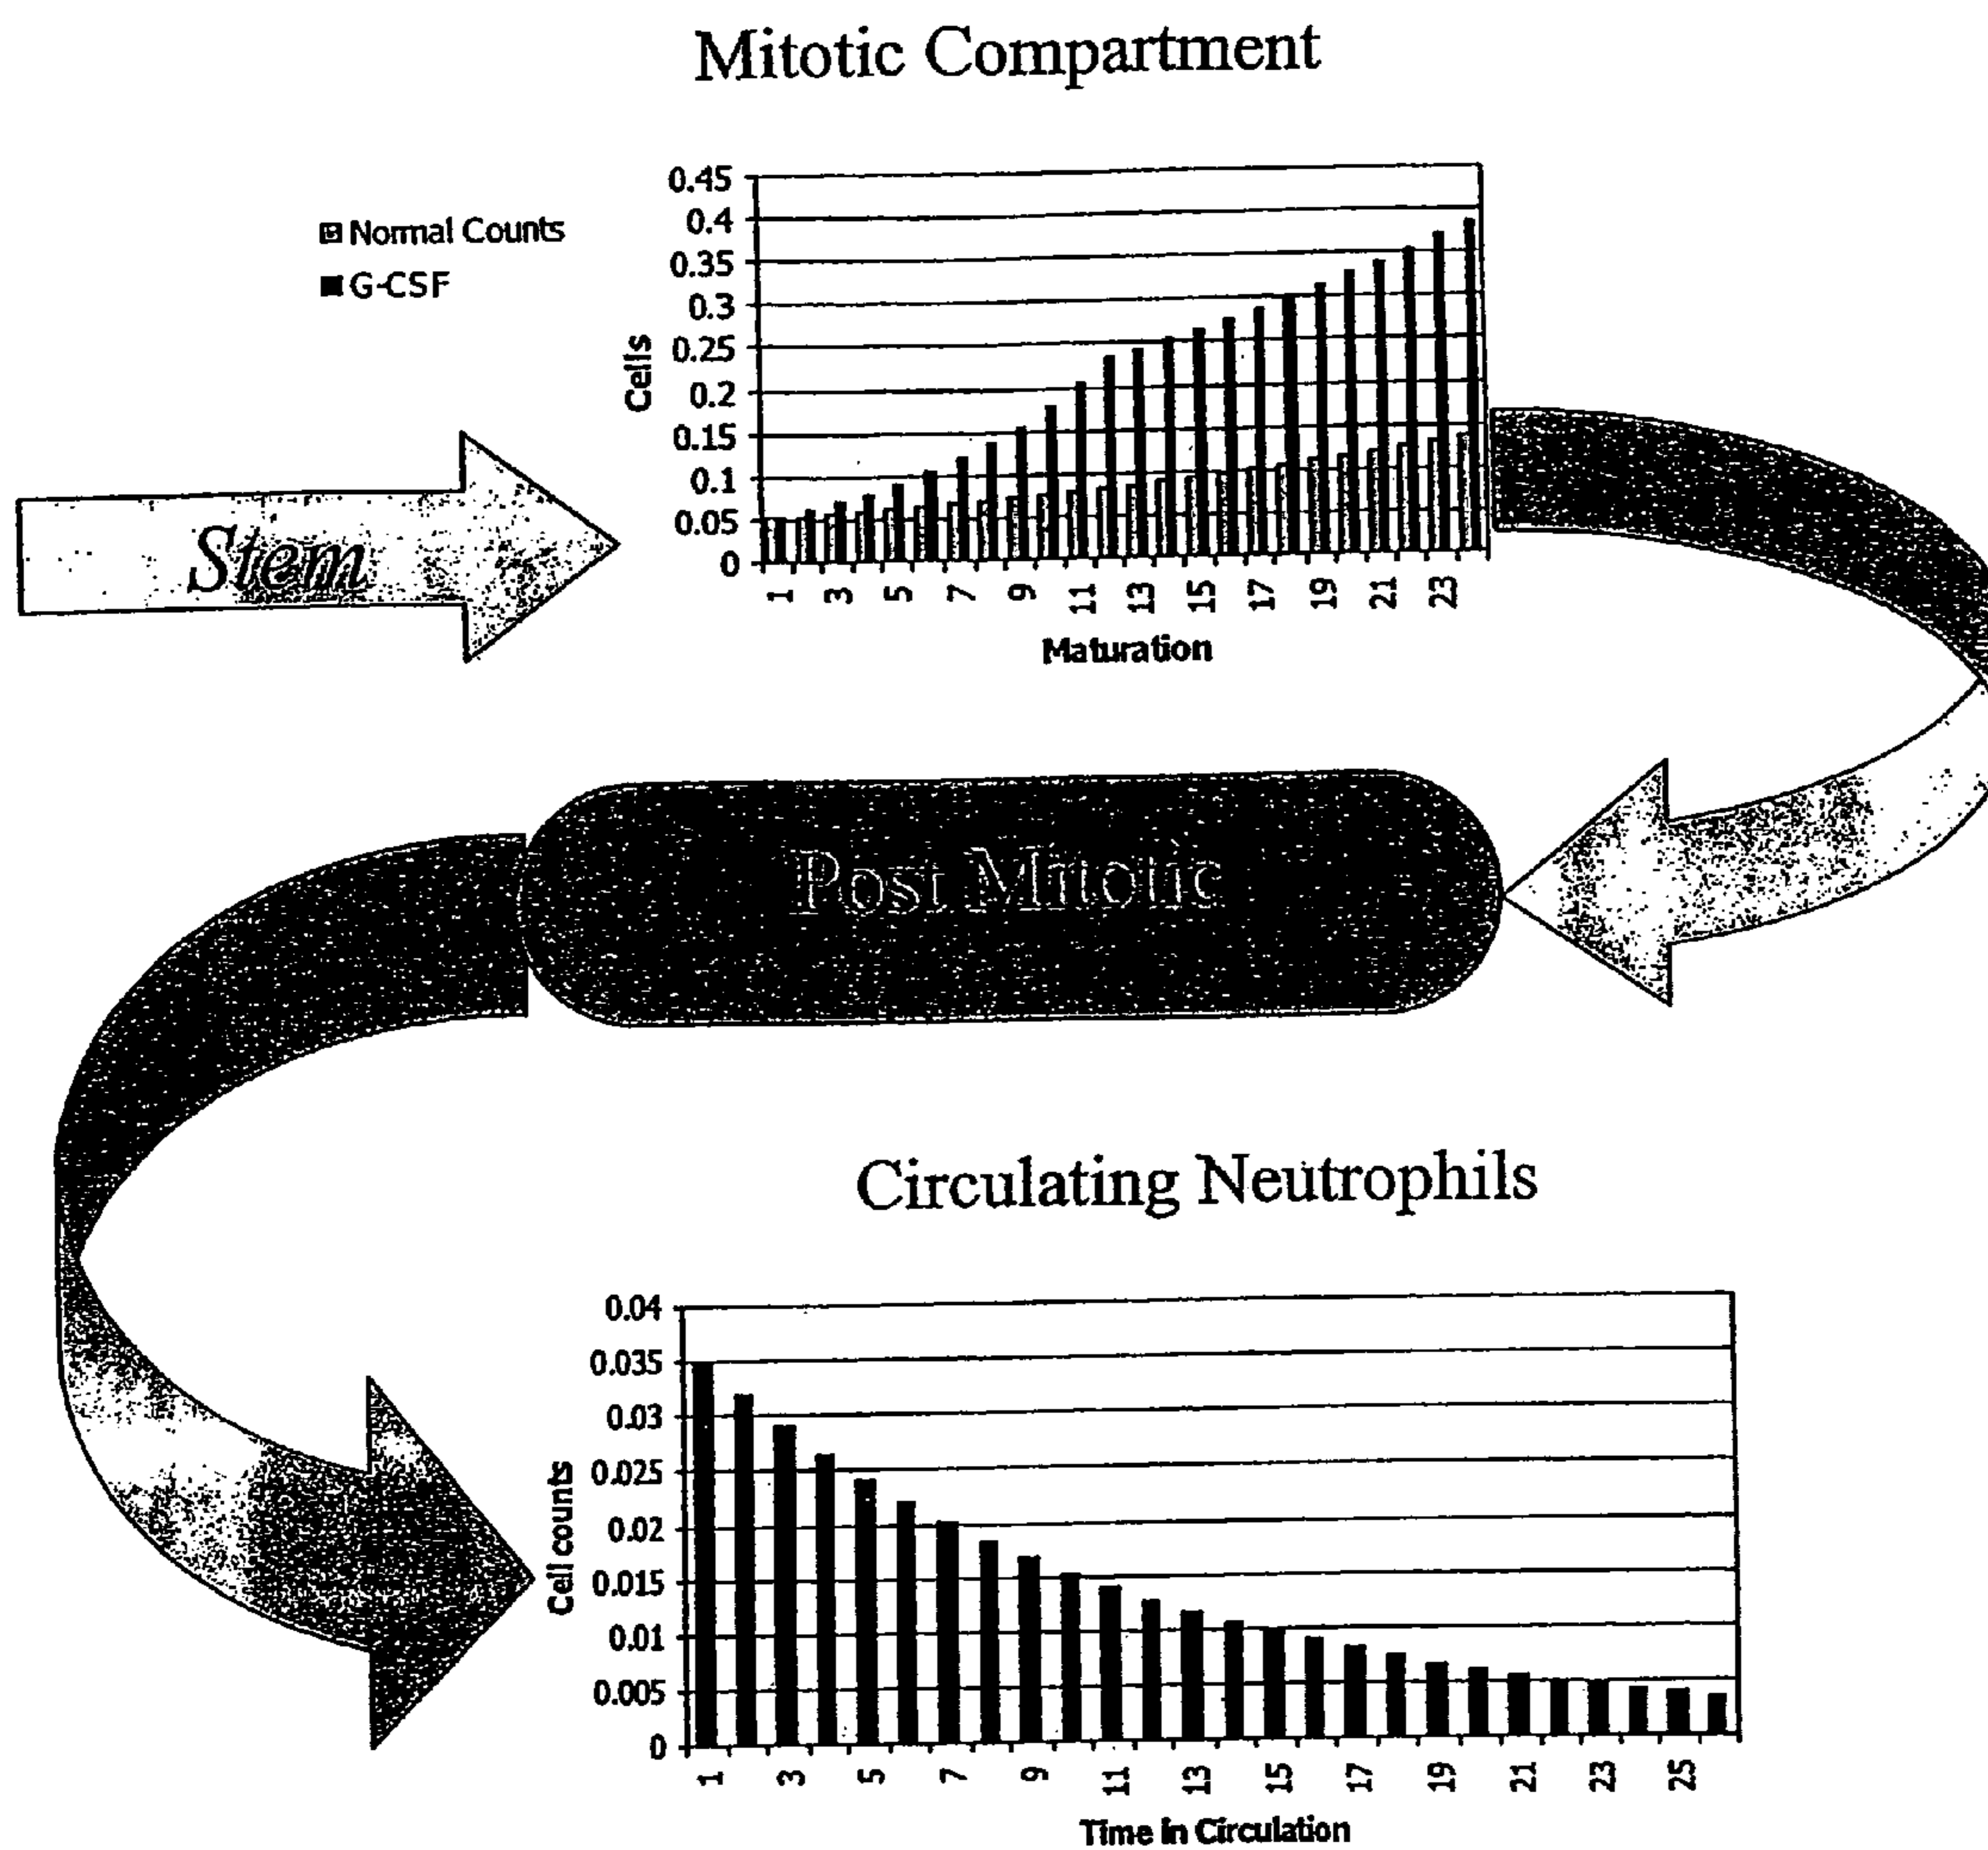 Mitotic Compartment
Normal Counts
G-CSF
0.45
0.4
0.35
0.3
0.25
0.2
0.15
0.1
0.05
0
Cells
1 3 5 7 9 11 13 15 17 19 21 23
Maturation
Stem
Post Mitotic
Circulating Neutrophils
0.04
0.035
0.03
0.025
0.02
0.015
0.01
0.005
0
Cell counts
1 3 5 7 9 11 13 15 17 19 21 23 25
Time in Circulation